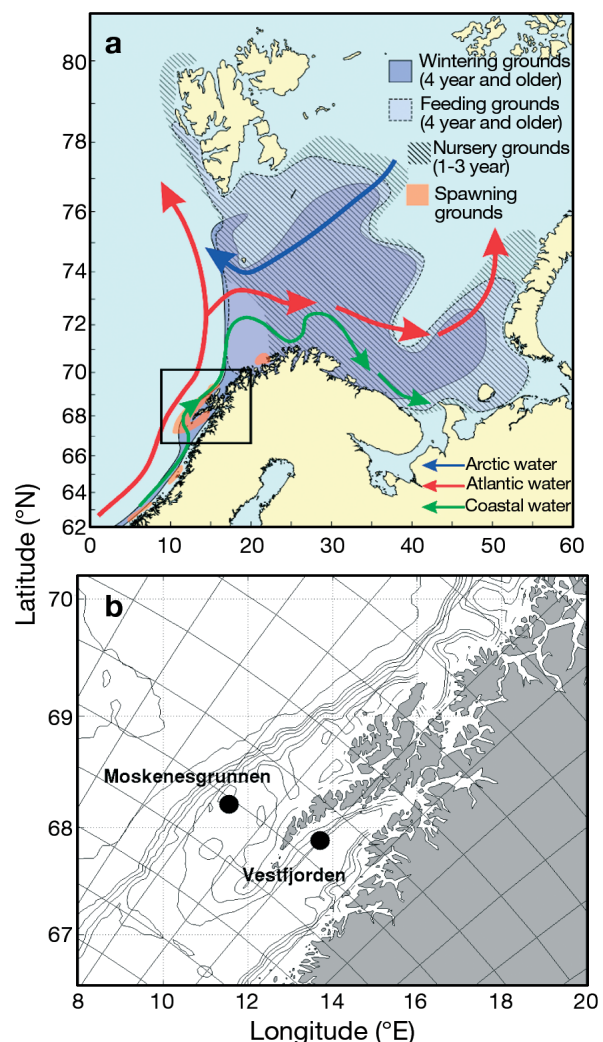 a
Wintering grounds
(4 year and older)
Feeding grounds
(4 year and older)
Nursery grounds
(1-3 year)
Spawning
grounds
80
78
76
74
72
70
68
66
64
62
Arctic water
Atlantic water
Coastal water
0 10 20 30 40 50 60
Latitude (°N)
b
70
69
68
67
Moskenesgrunnen
Vestfjorden
8 10 12 14 16 20
Longitude (°E)